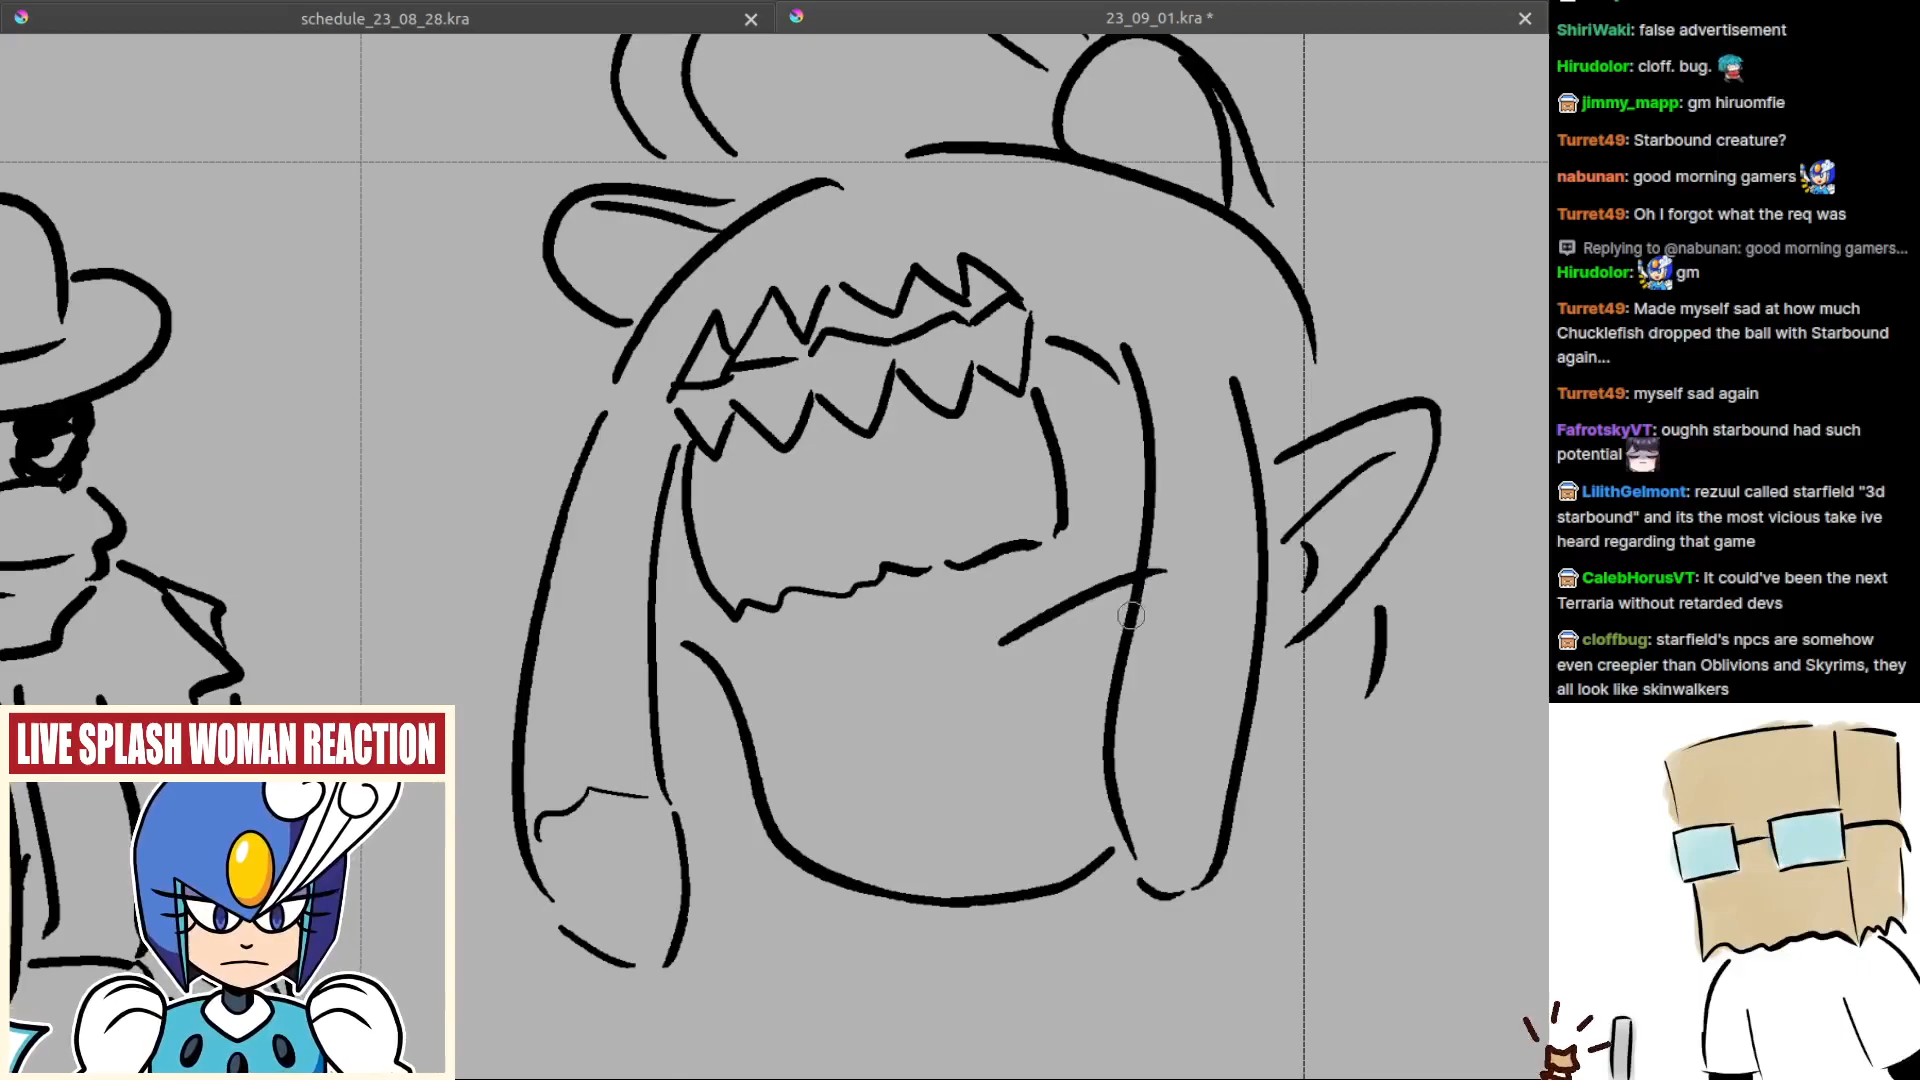 schedule_23_08_28.kra
23_09_01.kra *
ShiriWaki: false advertisement
Hirudolor: cloff. bug.
jimmy_mapp: gm hiruomfie
Turret49: Starbound creature?
nabunan: good morning gamers
Turret49: Oh I forgot what the req was
Replying to @nabunan: good morning gamers...
Hirudolor: gm
Turret49: Made myself sad at how much
Chucklefish dropped the ball with Starbound
again...
Turret49: myself sad again
FafrotskyVT: oughh starbound had such
potential
LilithGelmont: rezuul called starfield "3d
starbound" and its the most vicious take ive
heard regarding that game
CalebHorusVT: It could've been the next
Terraria without retarded devs
cloffbug: starfield's npcs are somehow
even creepier than Oblivions and Skyrims, they
all look like skinwalkers
LIVE SPLASH WOMAN REACTION